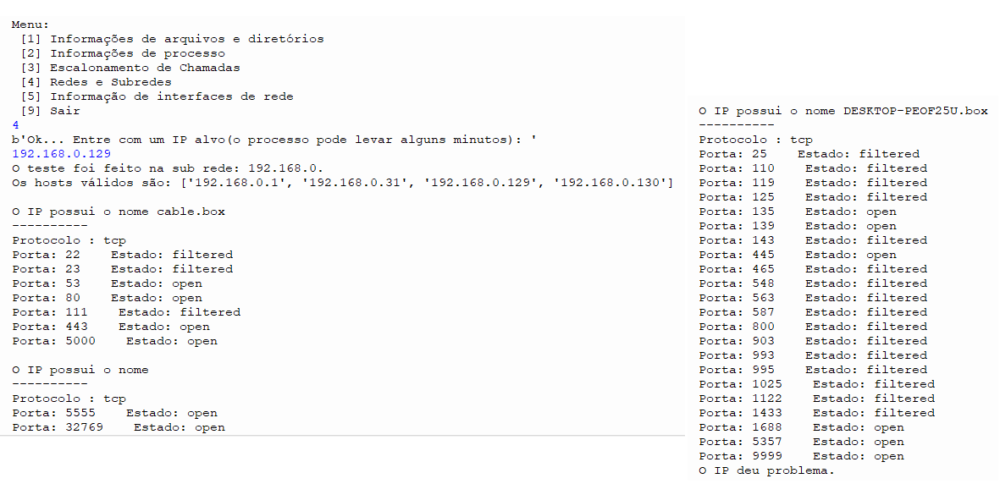 Menu:
[1] Informações de arquivos e diretórios
[2] Informações de processo
[3] Escalonamento de Chamadas
[4] Redes e Subredes
[5] Informação de interfaces de rede
[9] Sair
4
b'Ok... Entre com um IP alvo(o processo pode levar alguns minutos): '
192.168.0.129
O teste foi feito na sub rede: 192.168.0.
Os hosts válidos são: ['192.168.0.1', '192.168.0.31', '192.168.0.129', '192.168.0.130']
O IP possui o nome cable.box
----------
Protocolo : tcp
Porta: 22 Estado: filtered
Porta: 23 Estado: filtered
Porta: 53 Estado: open
Porta: 80 Estado: open
Porta: 111 Estado: filtered
Porta: 443 Estado: open
Porta: 5000 Estado: open
O IP possui o nome
----------
Protocolo : tcp
Porta: 5555 Estado: open
Porta: 32769 Estado: open
O IP possui o nome DESKTOP-PEOF25U.box
----------
Protocolo : tcp
Porta: 25 Estado: filtered
Porta: 110 Estado: filtered
Porta: 119 Estado: filtered
Porta: 125 Estado: filtered
Porta: 135 Estado: open
Porta: 139 Estado: open
Porta: 143 Estado: filtered
Porta: 445 Estado: open
Porta: 465 Estado: filtered
Porta: 548 Estado: filtered
Porta: 563 Estado: filtered
Porta: 587 Estado: filtered
Porta: 800 Estado: filtered
Porta: 903 Estado: filtered
Porta: 993 Estado: filtered
Porta: 995 Estado: filtered
Porta: 1025 Estado: filtered
Porta: 1122 Estado: filtered
Porta: 1433 Estado: filtered
Porta: 1688 Estado: open
Porta: 5357 Estado: open
Porta: 9999 Estado: open
O IP deu problema.